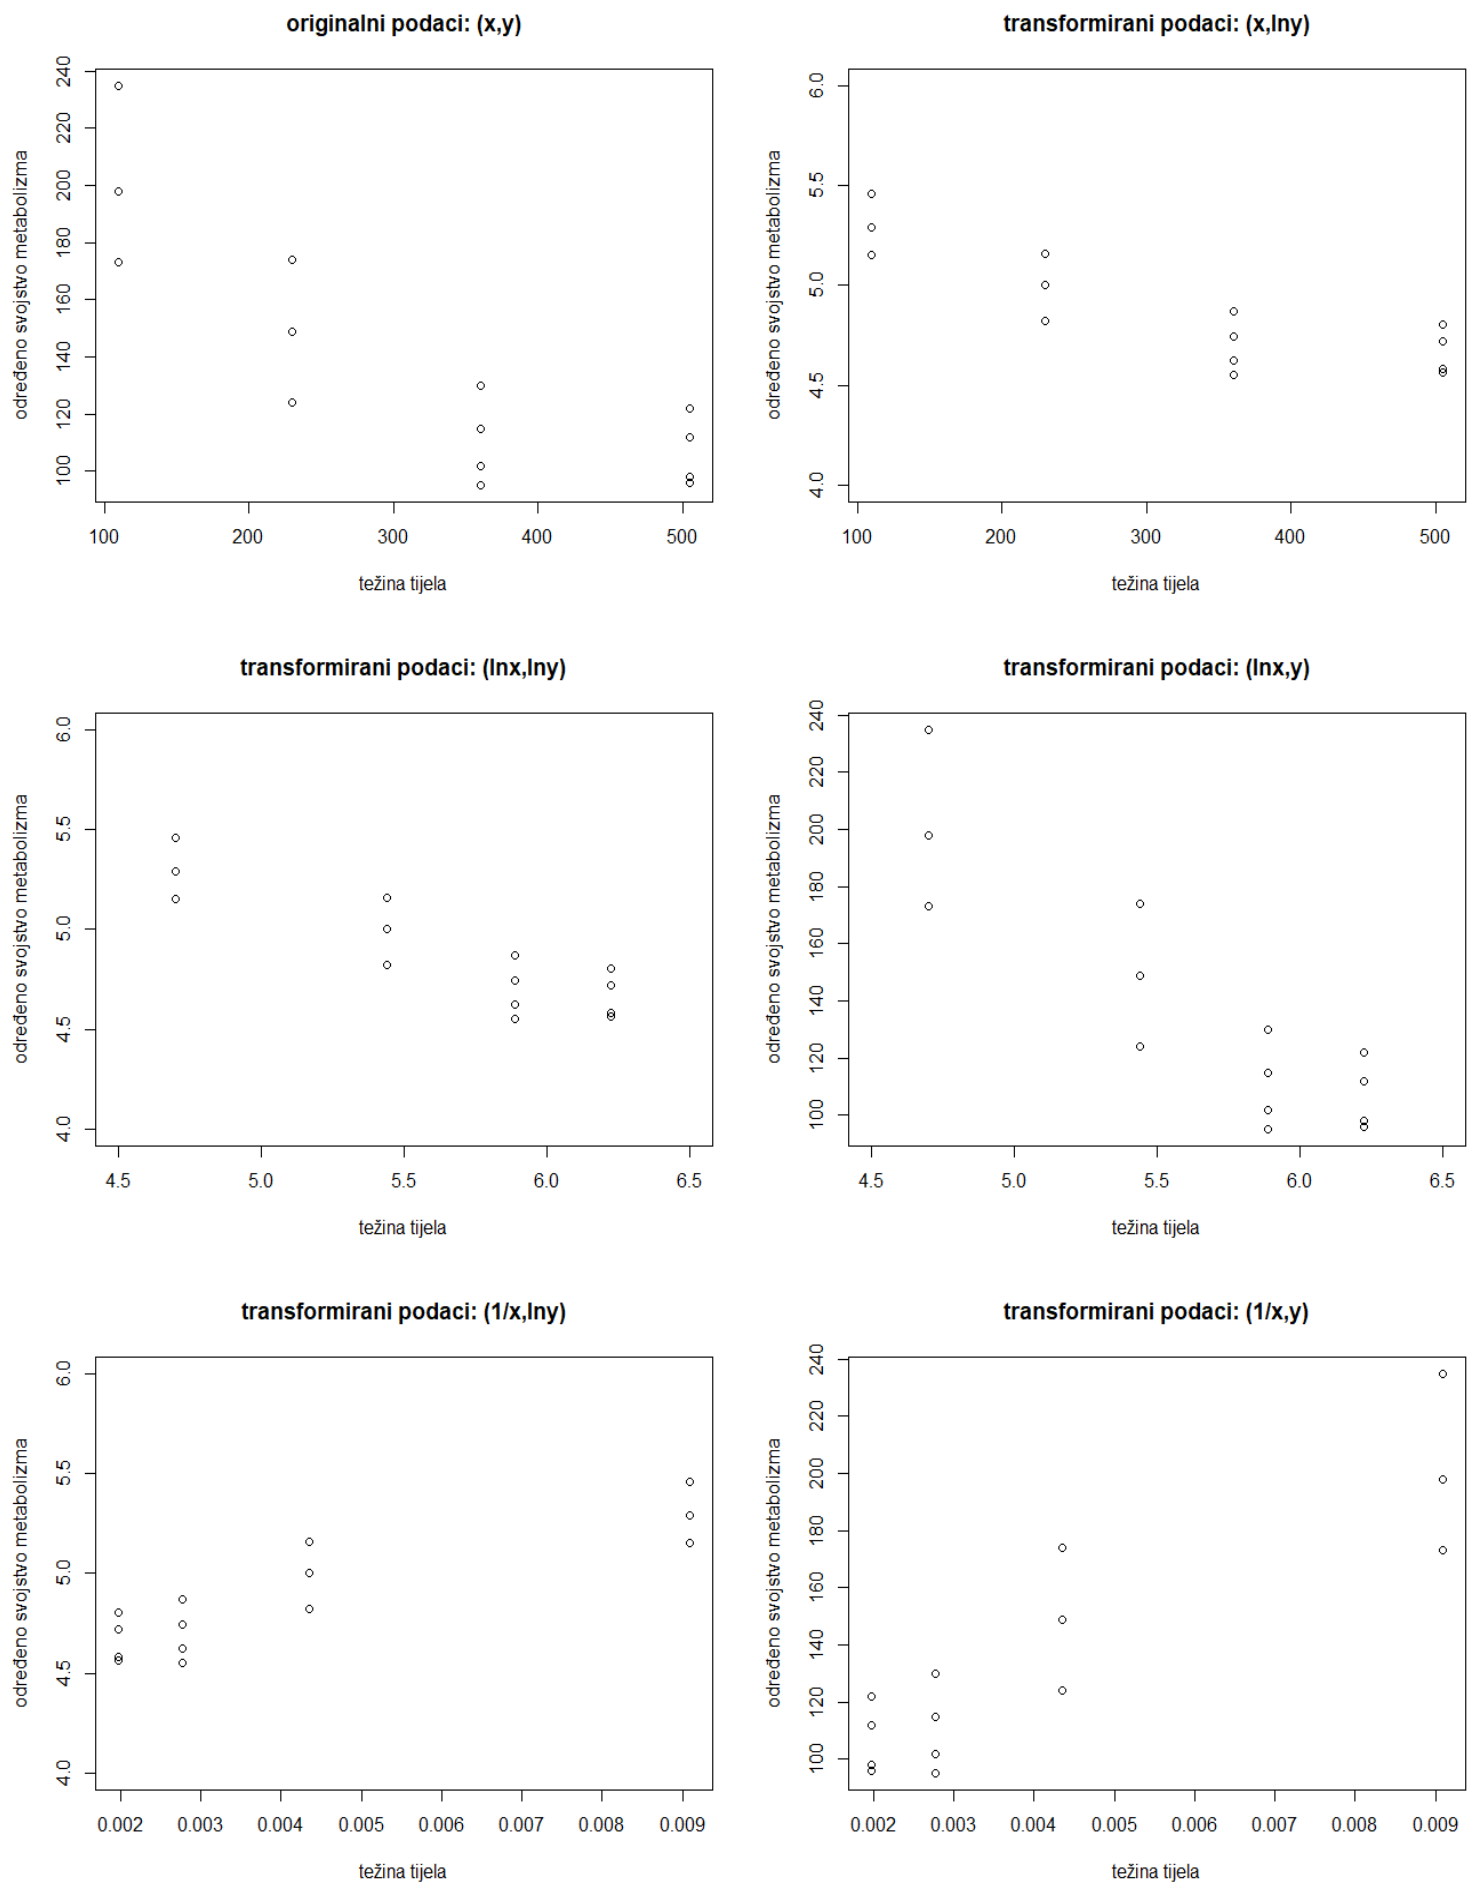 originalni podaci: (x,y)
određeno svojstvo metabolizma
240
220
200
180
160
140
120
100
100 200 300 400 500
težina tijela
transformirani podaci: (x,lny)
određeno svojstvo metabolizma
6.0
5.5
5.0
4.5
4.0
100 200 300 400 500
težina tijela
transformirani podaci: (lnx,lny)
određeno svojstvo metabolizma
6.0
5.5
5.0
4.5
4.0
4.5 5.0 5.5 6.0 6.5
težina tijela
transformirani podaci: (lnx,y)
određeno svojstvo metabolizma
240
220
200
180
160
140
120
100
4.5 5.0 5.5 6.0 6.5
težina tijela
transformirani podaci: (1/x,lny)
određeno svojstvo metabolizma
6.0
5.5
5.0
4.5
4.0
0.002 0.003 0.004 0.005 0.006 0.007 0.008 0.009
težina tijela
transformirani podaci: (1/x,y)
određeno svojstvo metabolizma
240
220
200
180
160
140
120
100
0.002 0.003 0.004 0.005 0.006 0.007 0.008 0.009
težina tijela